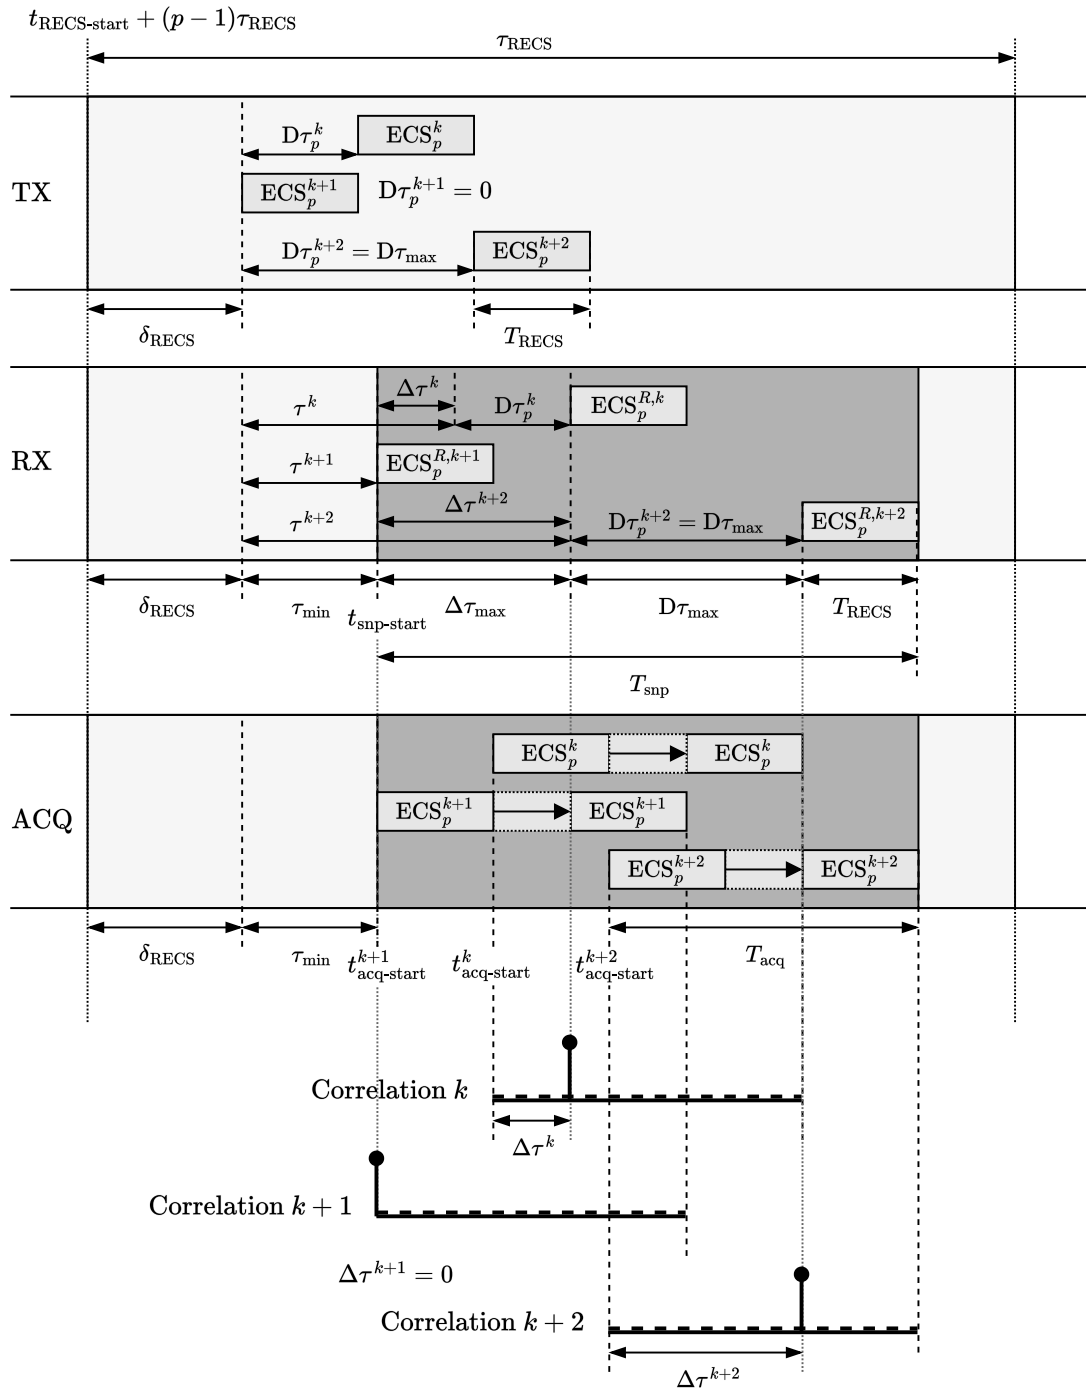 t_RECS-start + (p − 1)τ_RECS
τ_RECS
TX
Dτ_p^k
ECS_p^k
ECS_p^{k+1}
Dτ_p^{k+1} = 0
Dτ_p^{k+2} = Dτ_max
ECS_p^{k+2}
δ_RECS
T_RECS
RX
Δτ^k
τ^k
Dτ_p^k
ECS_p^{R,k}
τ^{k+1}
ECS_p^{R,k+1}
Δτ^{k+2}
τ^{k+2}
Dτ_p^{k+2} = Dτ_max
ECS_p^{R,k+2}
δ_RECS
τ_min
t_snp-start
Δτ_max
Dτ_max
T_RECS
T_snp
ACQ
ECS_p^k
ECS_p^k
ECS_p^{k+1}
ECS_p^{k+1}
ECS_p^{k+2}
ECS_p^{k+2}
δ_RECS
τ_min
t_acq-start^{k+1}
t_acq-start^k
t_acq-start^{k+2}
T_acq
Correlation k
Δτ^k
Correlation k + 1
Δτ^{k+1} = 0
Correlation k + 2
Δτ^{k+2}